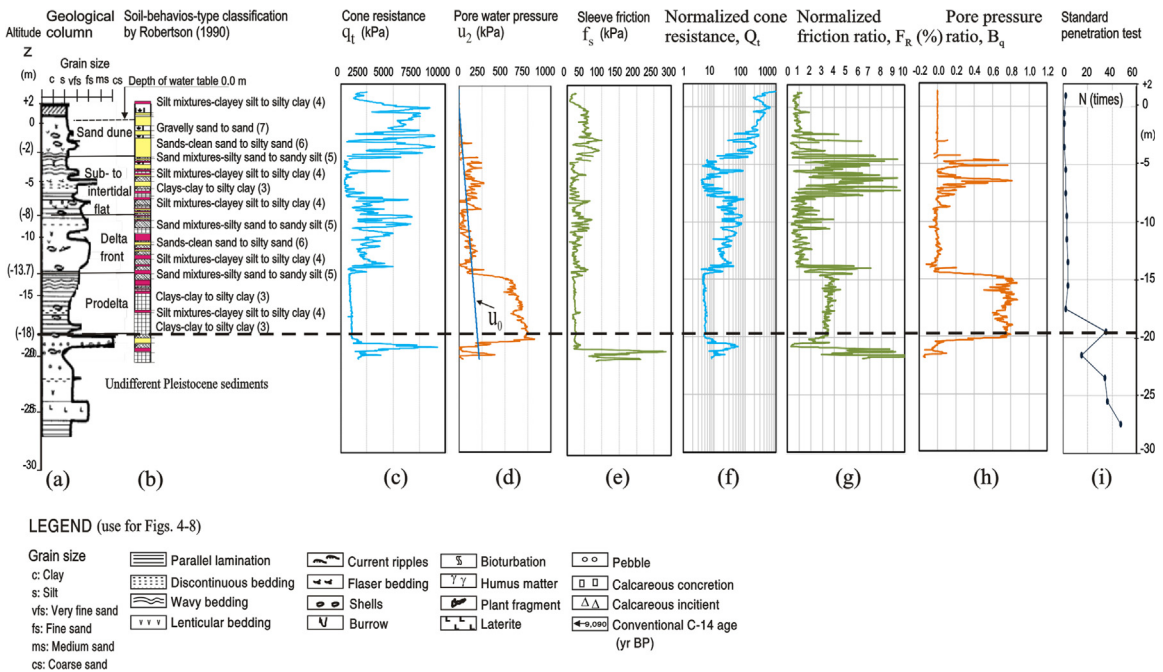 Geological column
Soil-behavios-type classification by Robertson (1990)
Cone resistance qt (kPa)
Pore water pressure u2 (kPa)
Sleeve friction fs (kPa)
Normalized cone resistance, Qt
Normalized friction ratio, FR (%)
Pore pressure ratio, Bq
Standard penetration test
Altitude
Z
(m)
Grain size
c s vfs fs ms cs
Depth of water table 0.0 m
0 2500 5000 7500 10000
0 250 500 750 1000
0 50 100 150 200 250 300
1 10 100 1000
0 1 2 3 4 5 6 7 8 9 10
-0.2 0.0 0.2 0.4 0.6 0.8 1.0 1.2
0 20 40 60
N (times)
+2
0
(-2)
-5
(-8)
-10
(-13.7)
-15
(-18)
-20
-25
-30
Sand dune
Sub- to intertidal flat
Delta front
Prodelta
Silt mixtures-clayey silt to silty clay (4)
Gravelly sand to sand (7)
Sands-clean sand to silty sand (6)
Sand mixtures-silty sand to sandy silt (5)
Silt mixtures-clayey silt to silty clay (4)
Clays-clay to silty clay (3)
Silt mixtures-clayey silt to silty clay (4)
Sand mixtures-silty sand to sandy silt (5)
Sands-clean sand to silty sand (6)
Silt mixtures-clayey silt to silty clay (4)
Sand mixtures-silty sand to sandy silt (5)
Clays-clay to silty clay (3)
Silt mixtures-clayey silt to silty clay (4)
Clays-clay to silty clay (3)
Undifferent Pleistocene sediments
u0
+2
0
(m)
-5
-10
-15
-20
-25
-30
+2
0
(m)
-5
-10
-15
-20
-25
-30
(a) (b) (c) (d) (e) (f) (g) (h) (i)
LEGEND (use for Figs. 4-8)
Grain size
c: Clay
s: Silt
vfs: Very fine sand
fs: Fine sand
ms: Medium sand
cs: Coarse sand
Parallel lamination
Discontinuous bedding
Wavy bedding
Lenticular bedding
Current ripples
Flaser bedding
Shells
Burrow
Bioturbation
Humus matter
Plant fragment
Laterite
Pebble
Calcareous concretion
Calcareous incitient
9,090 Conventional C-14 age
(yr BP)